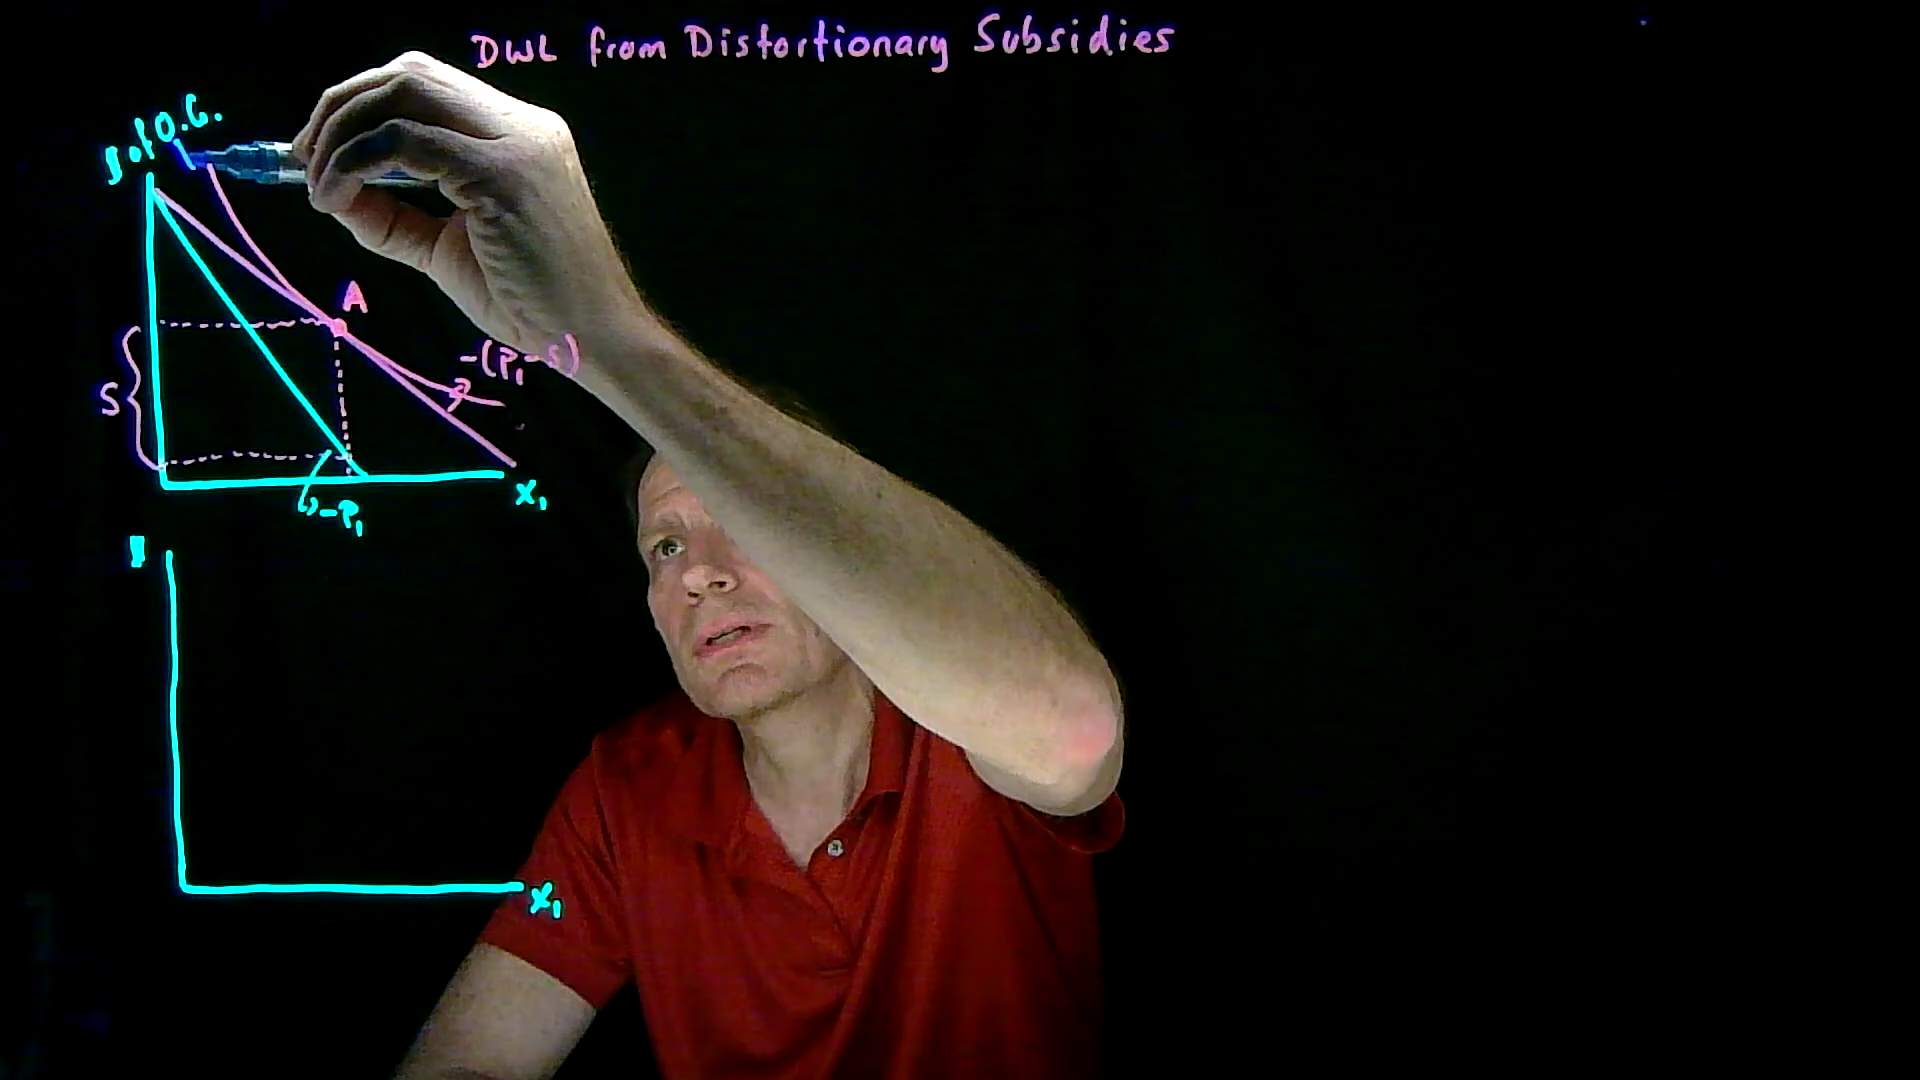 DWL from Distortionary Subsidies
$ of O.G.
A
-(P₁-s)
S
x₁
-P₁
$
x₁